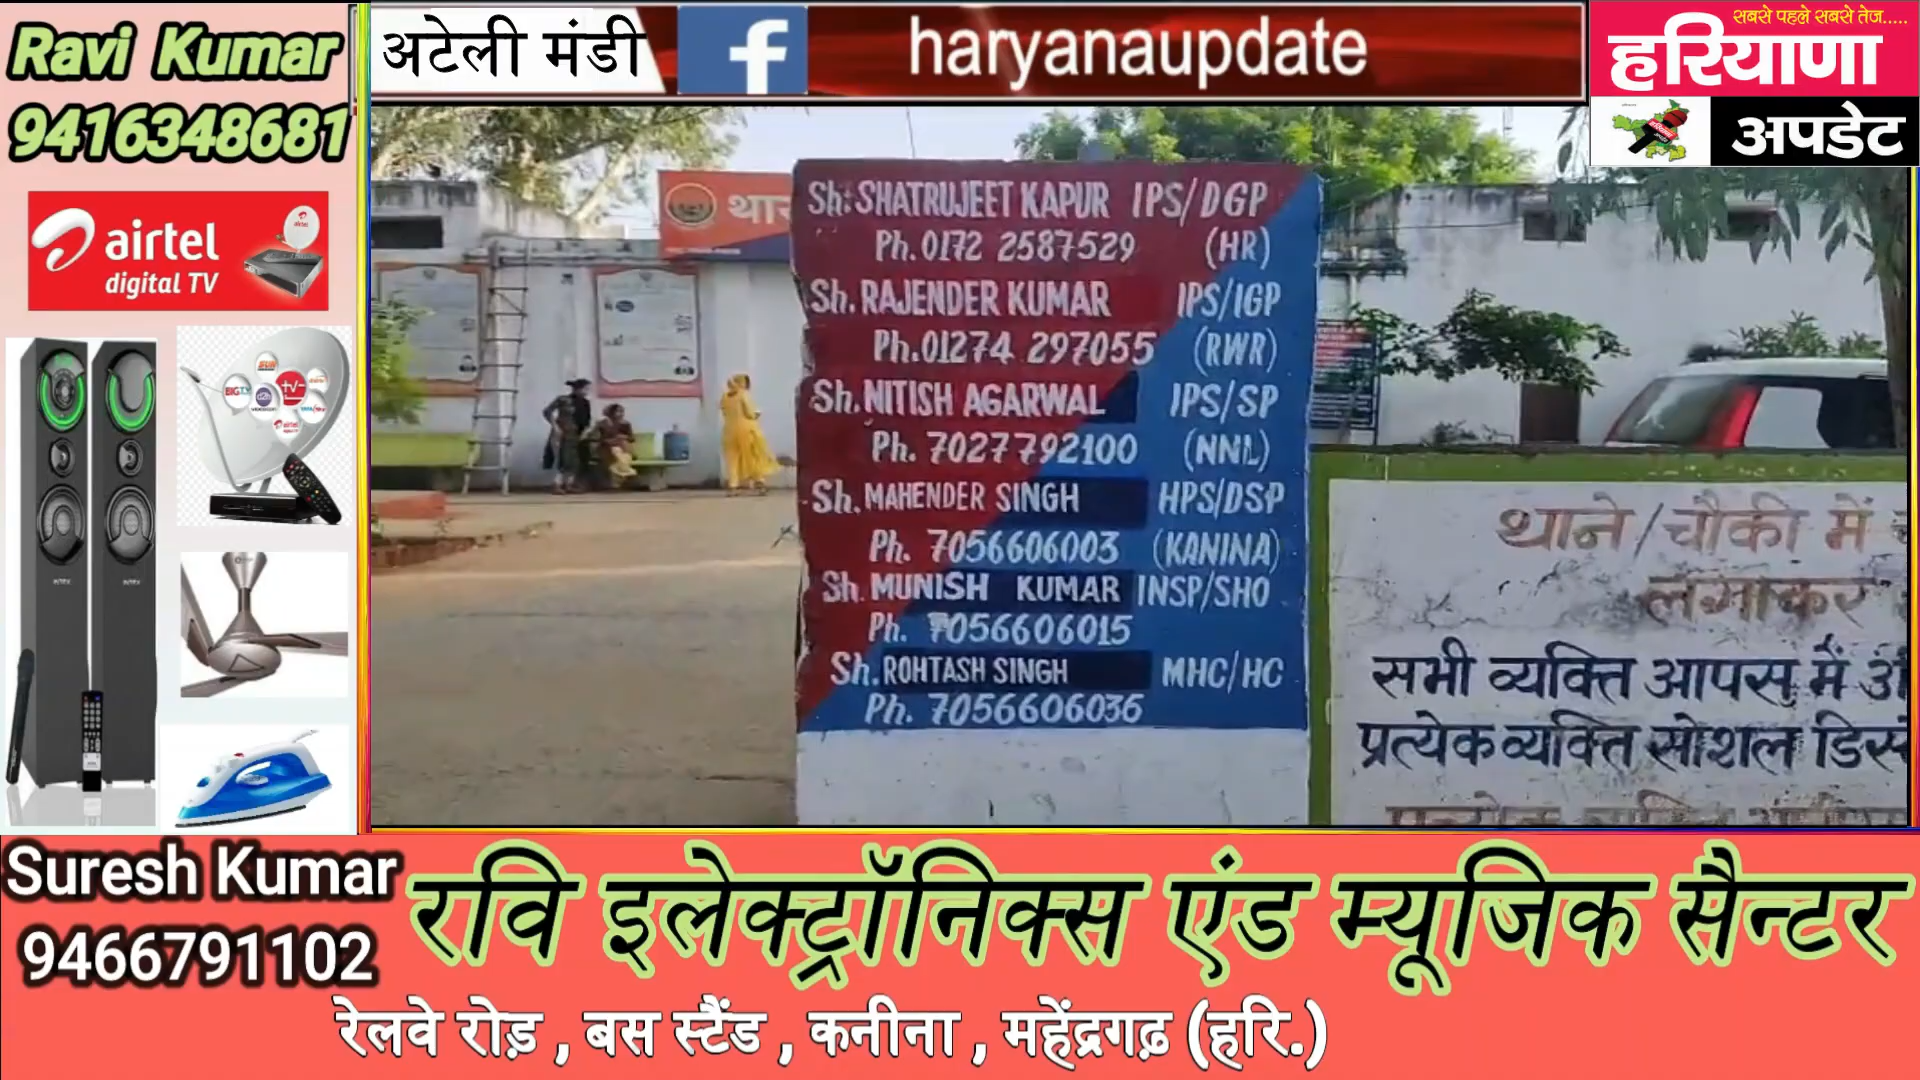 Ravi Kumar
9416348681
airtel
digital TV
अटेली मंडी
haryanaupdate
सबसे पहले सबसे तेज.....
हरियाणा
अपडेट
Sh. SHATRUJEET KAPUR IPS/DGP
Ph. 0172 2587529 (HR)
Sh. RAJENDER KUMAR IPS/IGP
Ph. 01274 297055 (RWR)
Sh. NITISH AGARWAL IPS/SP
Ph. 7027792100 (NNL)
Sh. MAHENDER SINGH HPS/DSP
Ph. 7056606003 (KANINA)
Sh. MUNISH KUMAR INSP/SHO
Ph. 7056606015
Sh. ROHTASH SINGH MHC/HC
Ph. 7056606036
थाने/चौकी में
लगाकर
सभी व्यक्ति आपस में
प्रत्येक व्यक्ति सोशल
Suresh Kumar
9466791102
रवि इलेक्ट्रॉनिक्स एंड म्यूजिक सैन्टर
रेलवे रोड़ , बस स्टैंड , कनीना , महेंद्रगढ़ (हरि.)